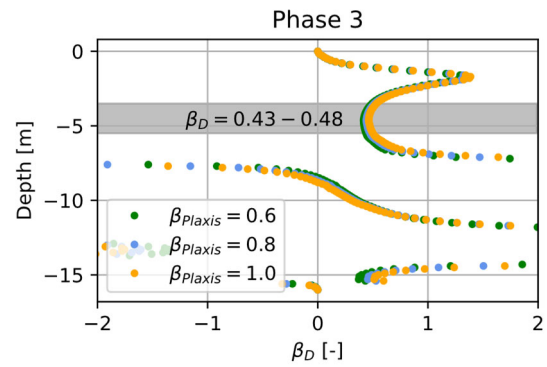 Phase 3
0
−5
−10
−15
Depth [m]
β_D = 0.43 − 0.48
β_Plaxis = 0.6
β_Plaxis = 0.8
β_Plaxis = 1.0
−2 −1 0 1 2
β_D [-]